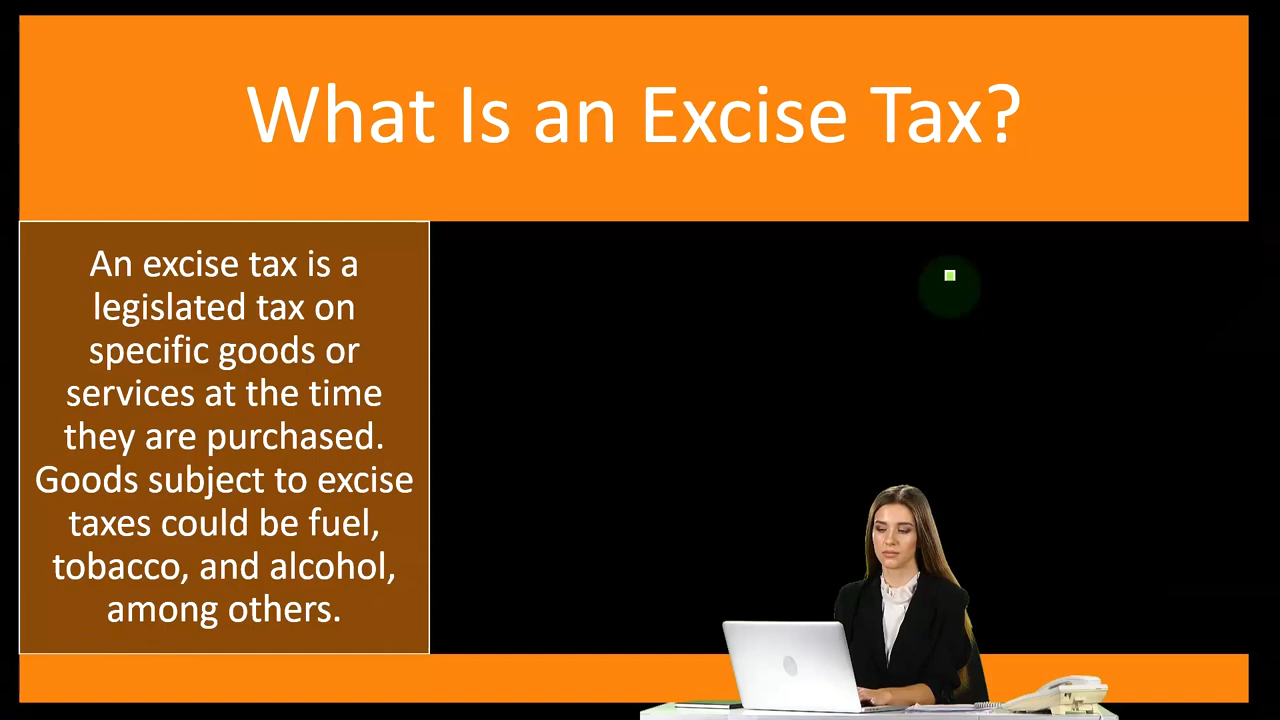 What Is an Excise Tax?
An excise tax is a
legislated tax on
specific goods or
services at the time
they are purchased.
Goods subject to excise
taxes could be fuel,
tobacco, and alcohol,
among others.